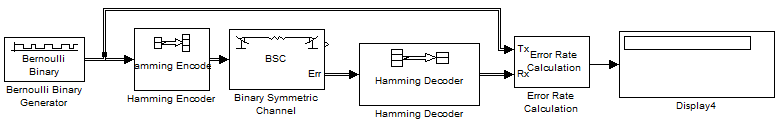 Bernoulli
Binary
Bernoulli Binary
Generator
amming Encode
Hamming Encoder
BSC
Err
Binary Symmetric
Channel
Hamming Decoder
Hamming Decoder
Tx
Rx
Error Rate
Calculation
Error Rate
Calculation
Display4